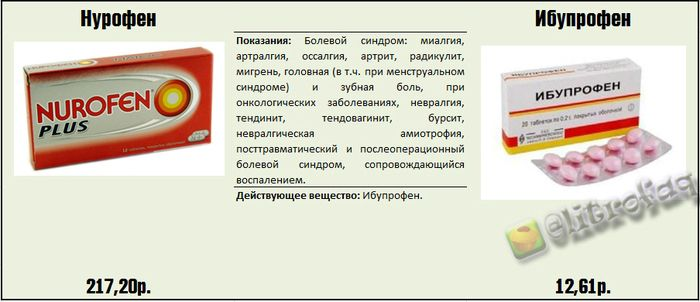 Нурофен
Ибупрофен
NUROFEN
PLUS
Показания: Болевой синдром: миалгия,
артралгия, оссалгия, артрит, радикулит,
мигрень, головная (в т.ч. при менструальном
синдроме) и зубная боль, при
онкологических заболеваниях, невралгия,
тендинит, тендовагинит, бурсит,
невралгическая амиотрофия,
посттравматический и послеоперационный
болевой синдром, сопровождающийся
воспалением.
Действующее вещество: Ибупрофен.
ИБУПРОФЕН
20 таблеток по 0.2 г, покрытых оболочкой
@litrofaq
217,20р.
12,61р.